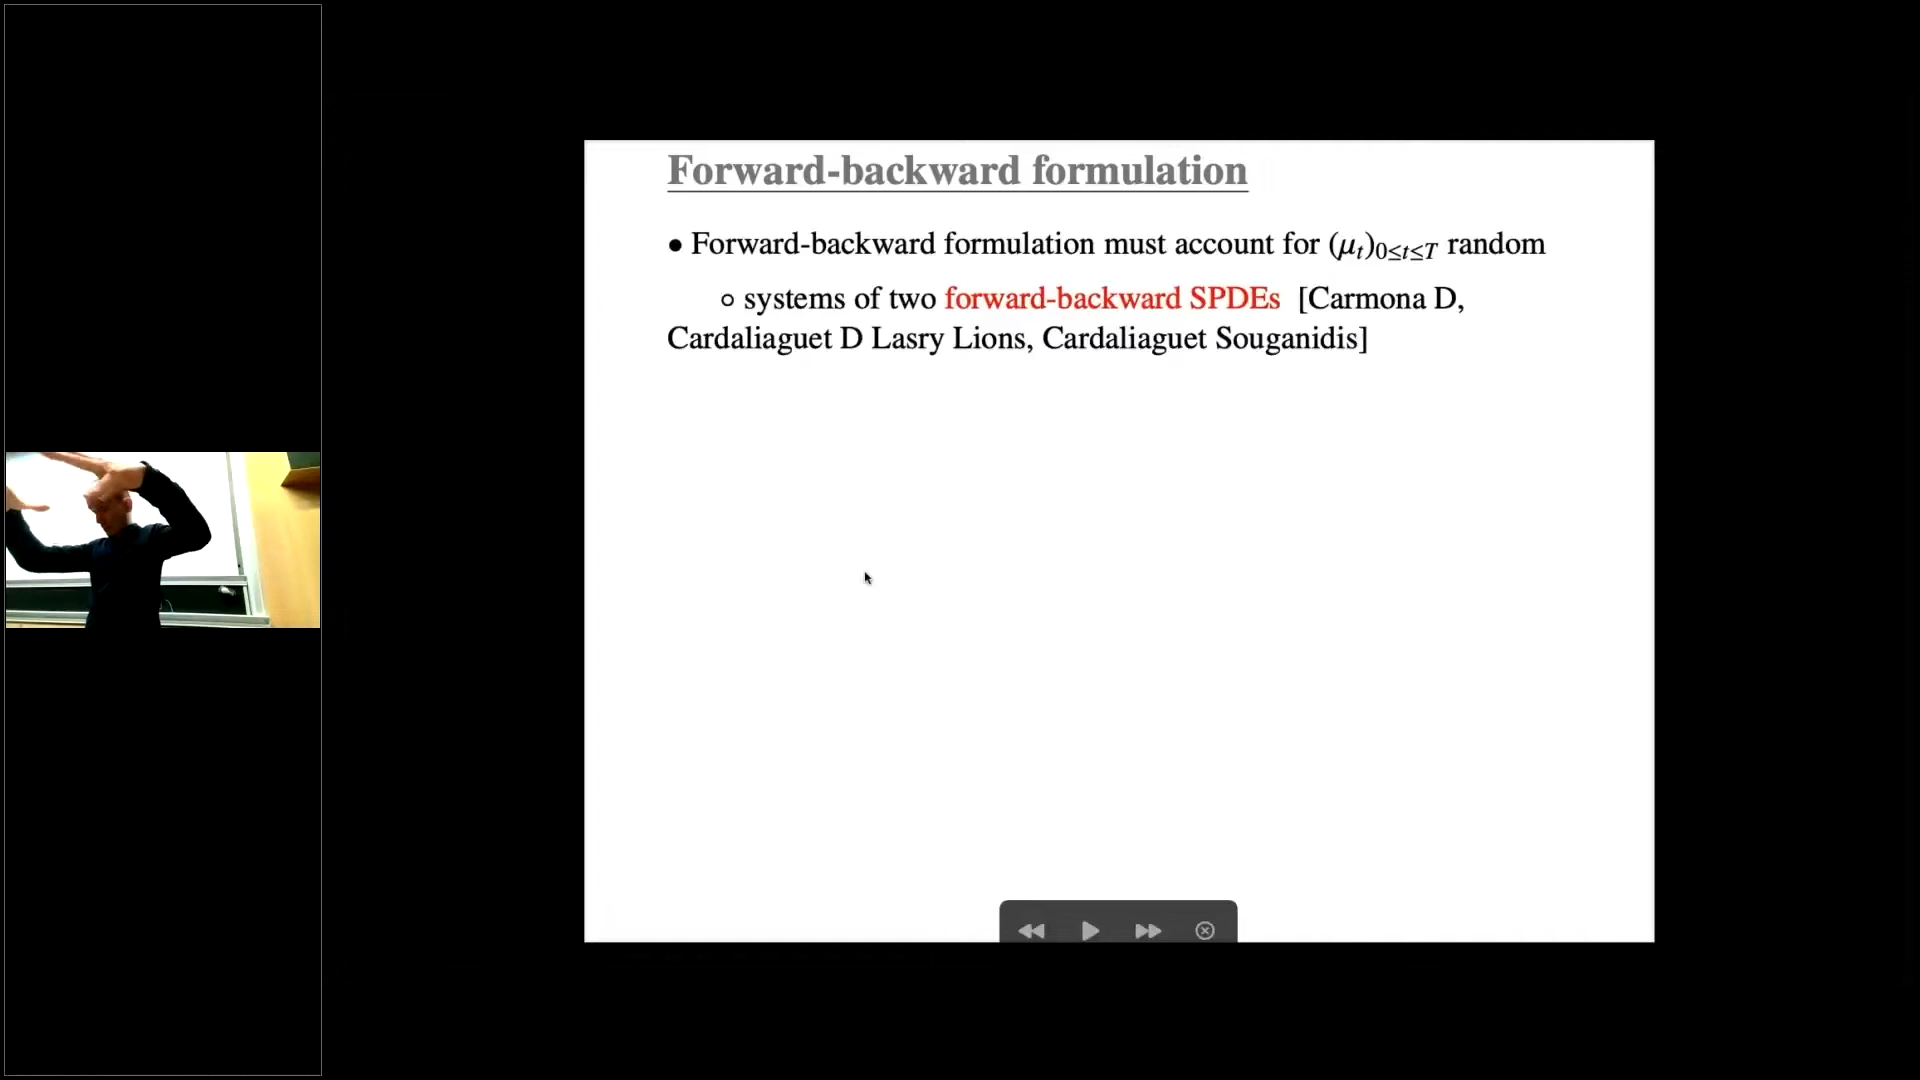 Forward-backward formulation
• Forward-backward formulation must account for (μₜ)₀≤ₜ≤T random
∘ systems of two forward-backward SPDEs [Carmona D,
Cardaliaguet D Lasry Lions, Cardaliaguet Souganidis]